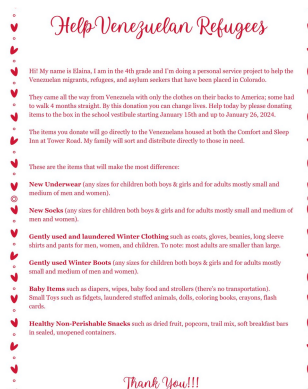 Help Venezuelan Refugees
Hi! My name is Elaina, I am in the 4th grade and I'm doing a personal service project to help the
Venezuelan migrants, refugees, and asylum seekers that have been placed in Colorado.
They came all the way from Venezuela with only the clothes on their backs to America; some had
to walk 4 months straight. By this donation you can change lives. Help today by please donating
items to the box in the school vestibule starting January 15th and up to January 26, 2024.
The items you donate will go directly to the Venezuelans housed at both the Comfort and Sleep
Inn at Tower Road. My family will sort and distribute directly to those in need.
These are the items that will make the most difference:
New Underwear (any sizes for children both boys & girls and for adults mostly small and
medium of men and women).
New Socks (any sizes for children both boys & girls and for adults mostly small and medium of
men and women).
Gently used and laundered Winter Clothing such as coats, gloves, beanies, long sleeve
shirts and pants for men, women, and children. To note: most adults are smaller than large.
Gently used Winter Boots (any sizes for children both boys & girls and for adults mostly
small and medium of men and women).
Baby Items such as diapers, wipes, baby food and strollers (there's no transportation).
Small Toys such as fidgets, laundered stuffed animals, dolls, coloring books, crayons, flash
cards.
Healthy Non-Perishable Snacks such as dried fruit, popcorn, trail mix, soft breakfast bars
in sealed, unopened containers.
Thank You!!!